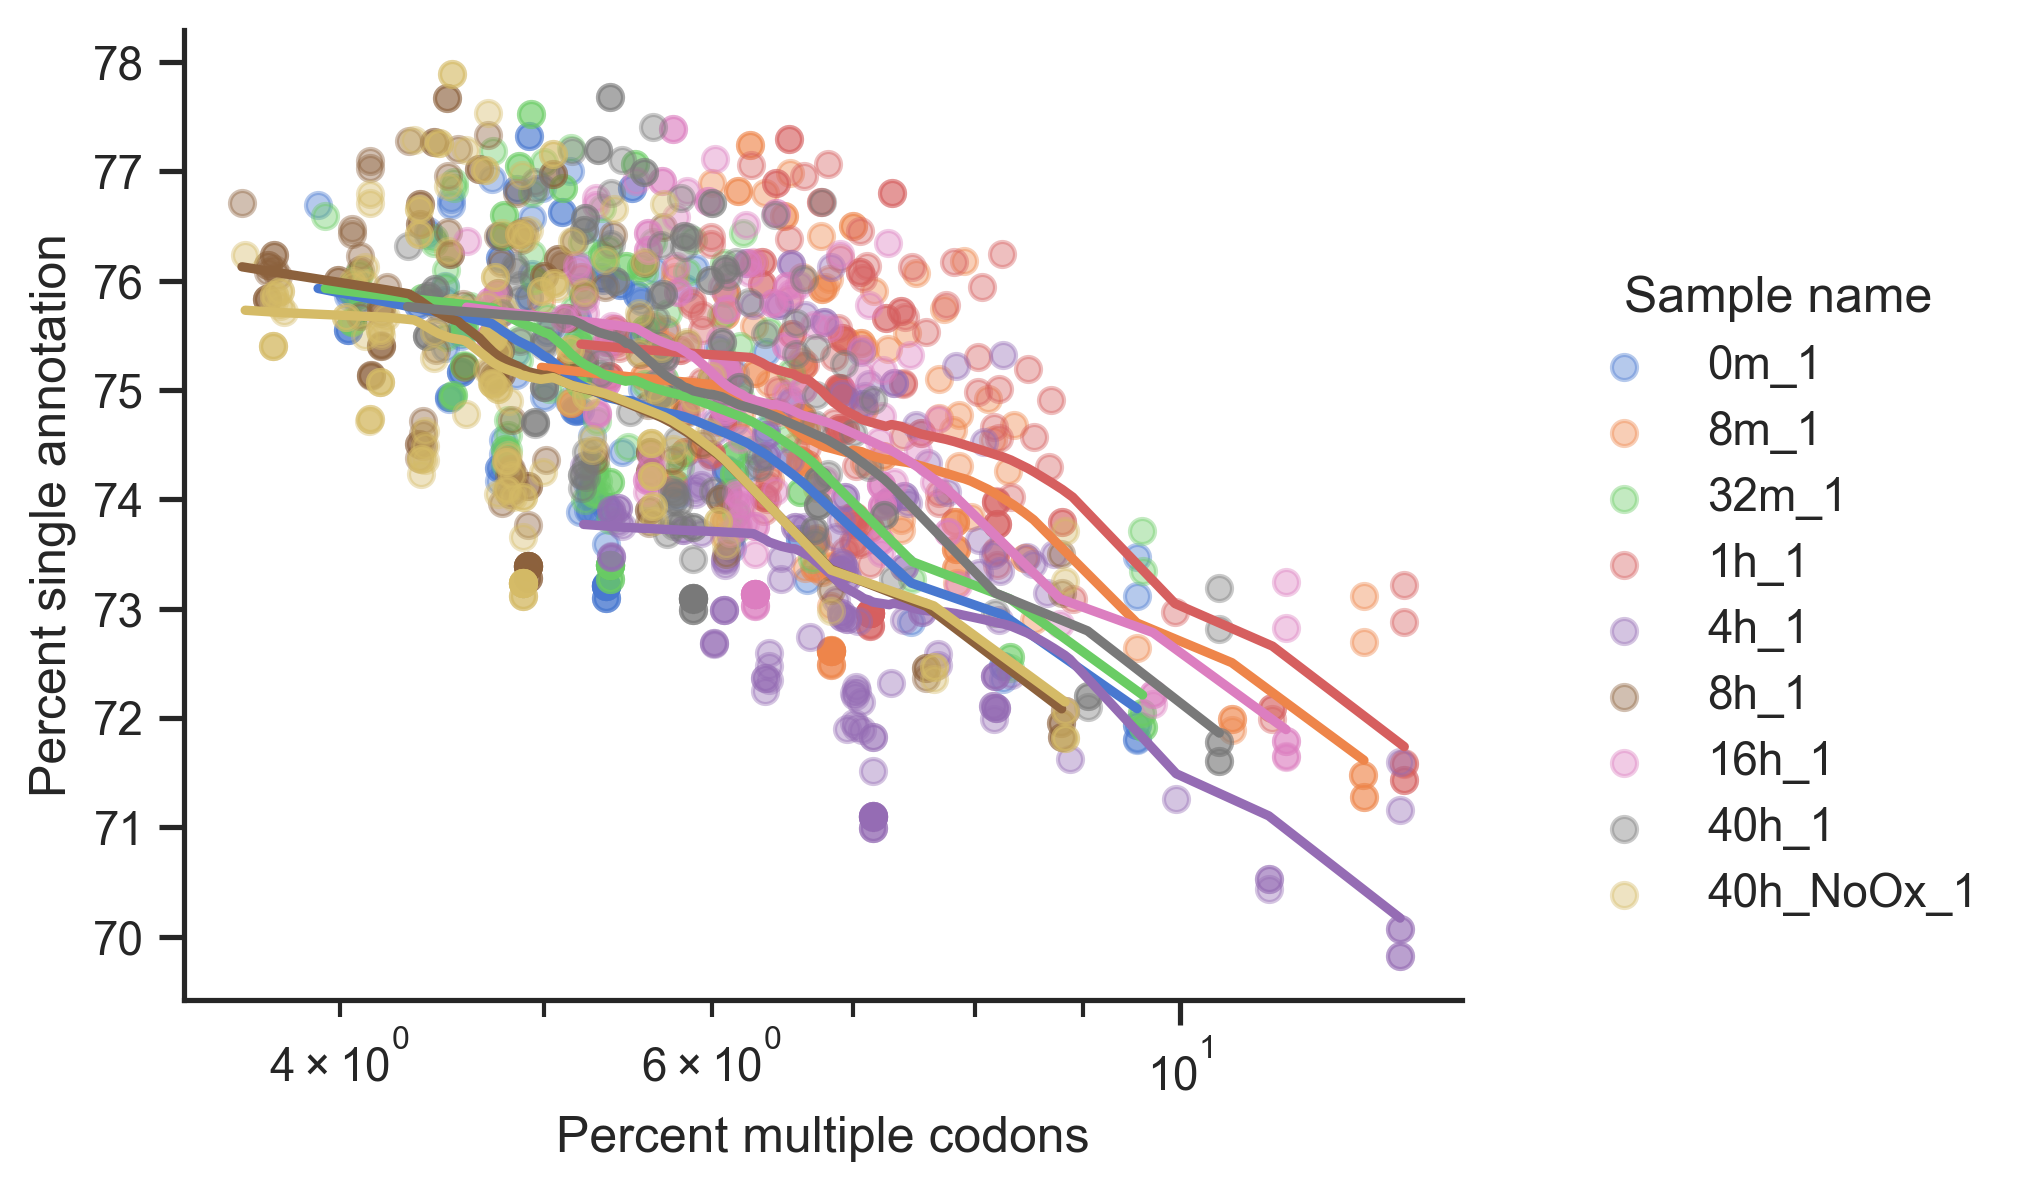 78
77
76
75
74
73
72
71
70
Percent single annotation
4 × 10⁰
6 × 10⁰
10¹
Percent multiple codons
Sample name
0m_1
8m_1
32m_1
1h_1
4h_1
8h_1
16h_1
40h_1
40h_NoOx_1